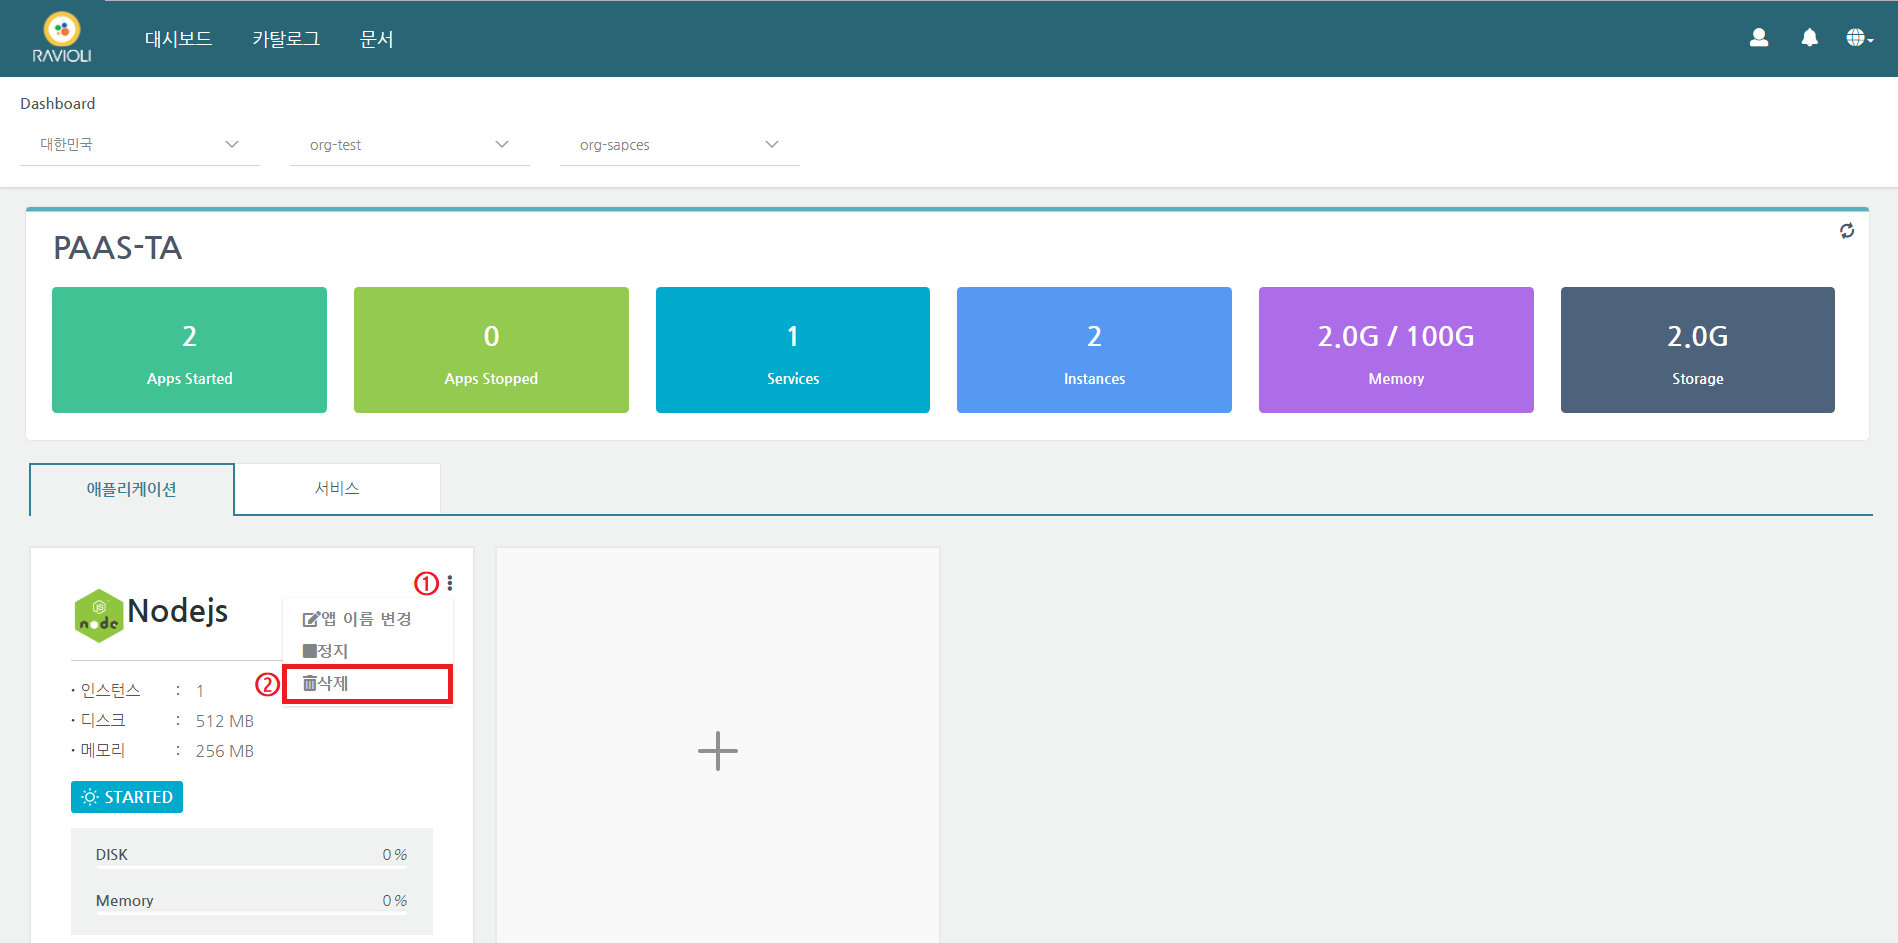 RAVIOLI
대시보드 카탈로그 문서
Dashboard
대한민국 org-test org-sapces
PAAS-TA
2 0 1 2 2.0G / 100G 2.0G
Apps Started Apps Stopped Services Instances Memory Storage
애플리케이션 서비스
①
JS
node
Nodejs
앱 이름 변경
정지
② 삭제
· 인스턴스 : 1
· 디스크 : 512 MB
· 메모리 : 256 MB
STARTED
DISK 0 %
Memory 0 %